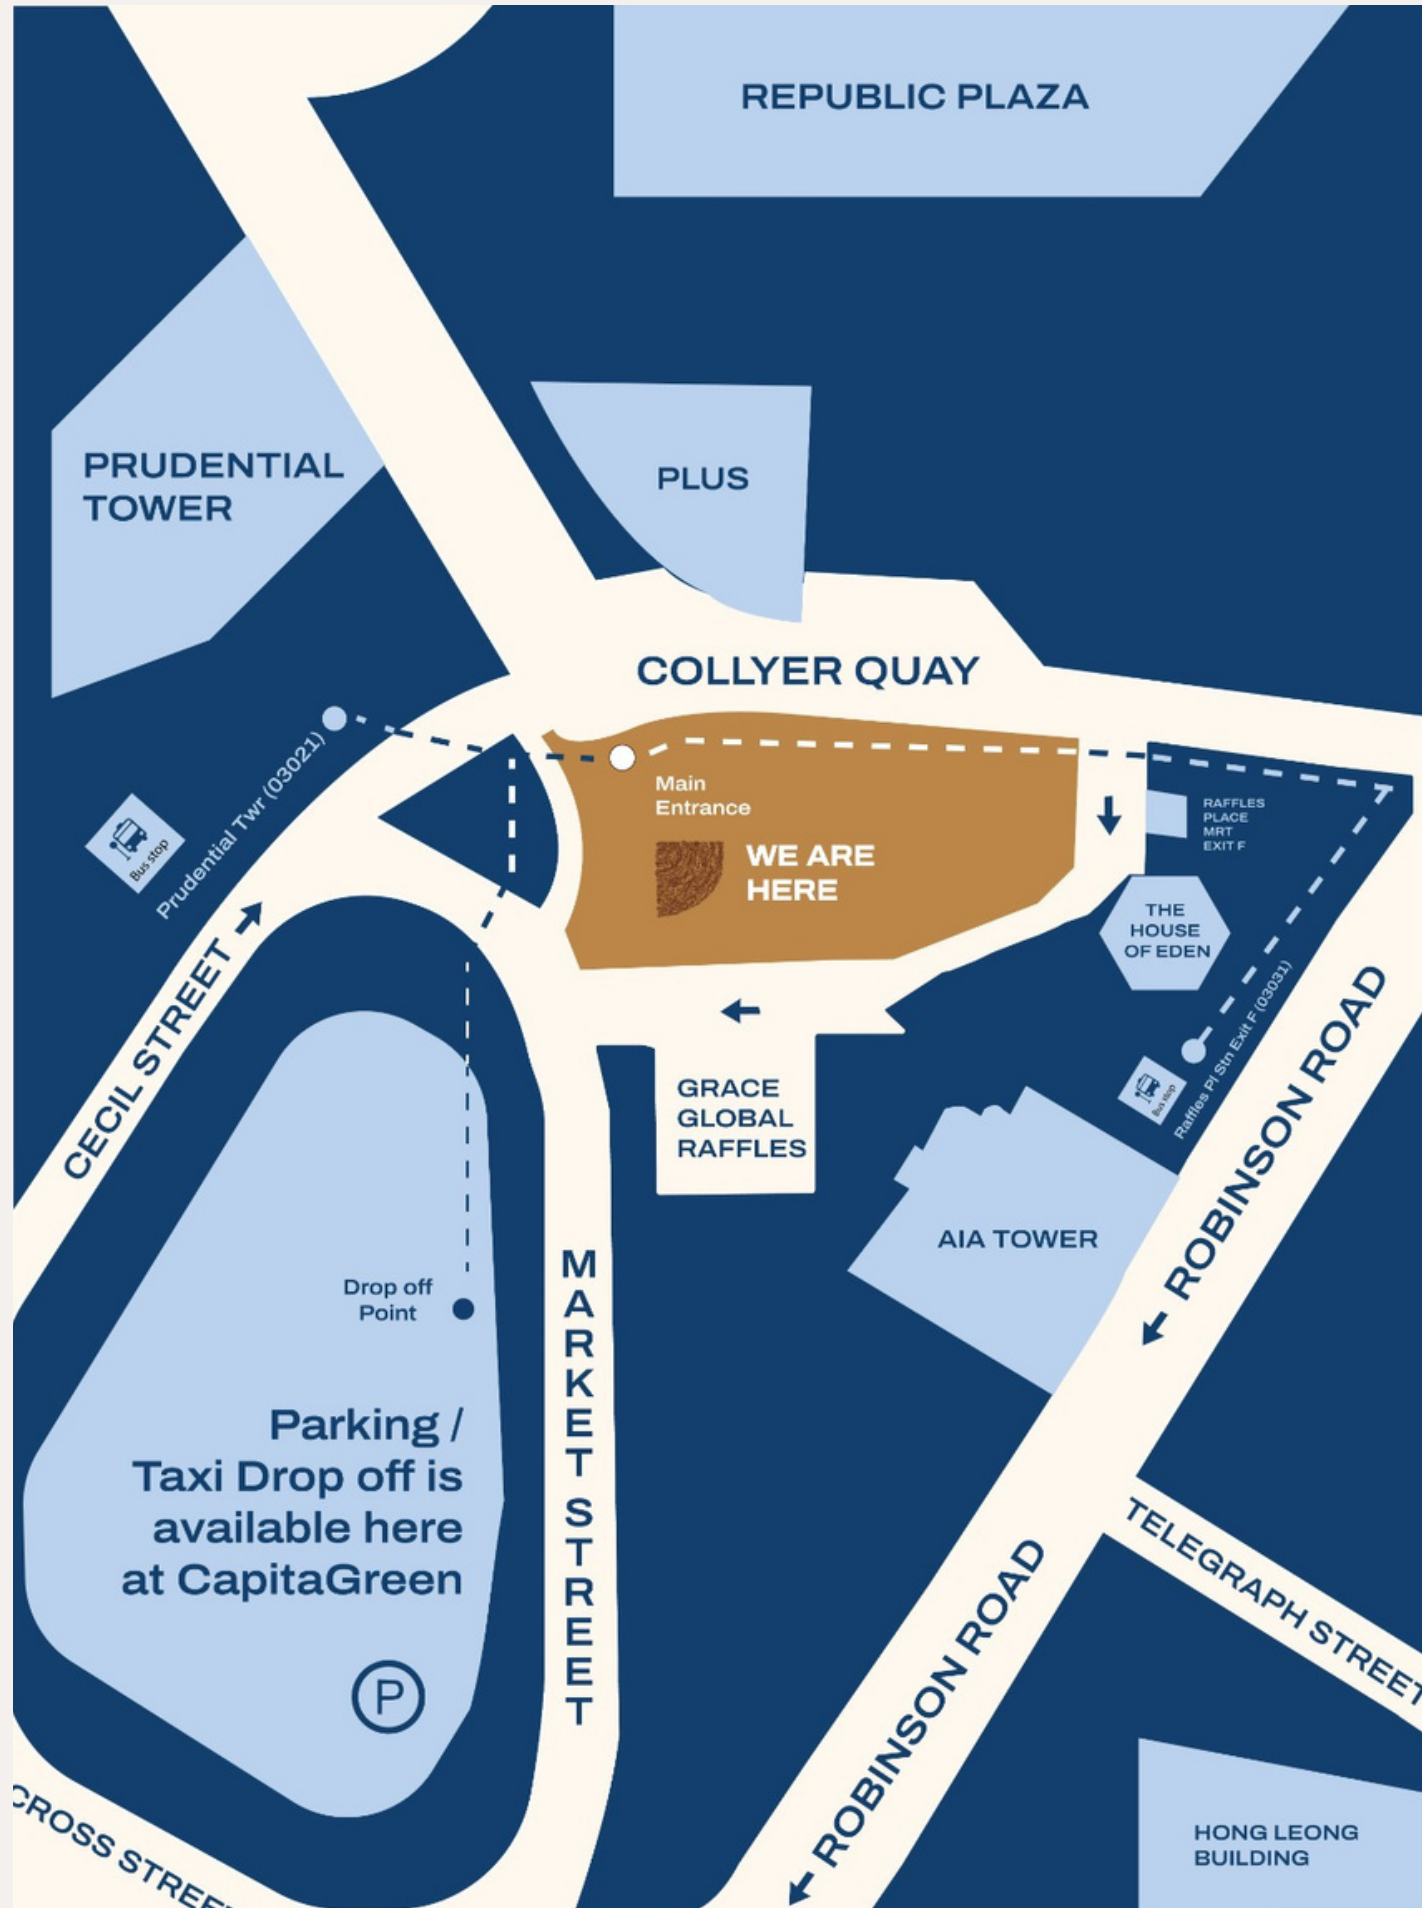 REPUBLIC PLAZA
PRUDENTIAL
TOWER
PLUS
COLLYER QUAY
Prudential Twr (03021)
Bus stop
Main
Entrance
WE ARE
HERE
RAFFLES
PLACE
MRT
EXIT F
THE
HOUSE
OF EDEN
Raffles Pl Stn Exit F (03031)
Bus stop
CECIL STREET
GRACE
GLOBAL
RAFFLES
ROBINSON ROAD
AIA TOWER
Drop off
Point
MARKET STREET
Parking /
Taxi Drop off is
available here
at CapitaGreen
P
TELEGRAPH STREET
ROBINSON ROAD
CROSS STREET
HONG LEONG
BUILDING